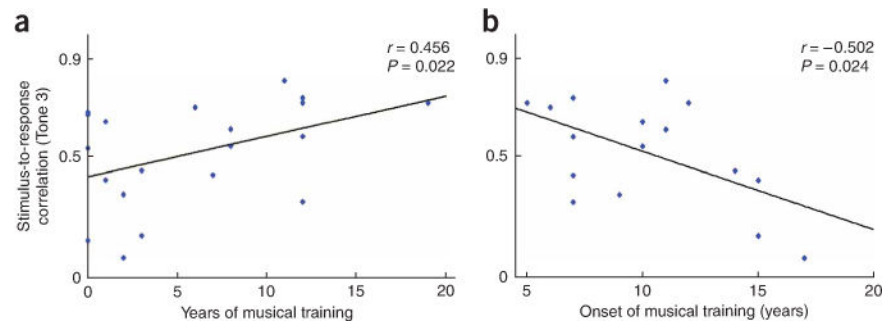 a
r = 0.456
P = 0.022
0.9
0.5
0
Stimulus-to-response
correlation (Tone 3)
0 5 10 15 20
Years of musical training
b
r = −0.502
P = 0.024
0.9
0.5
0
5 10 15 20
Onset of musical training (years)